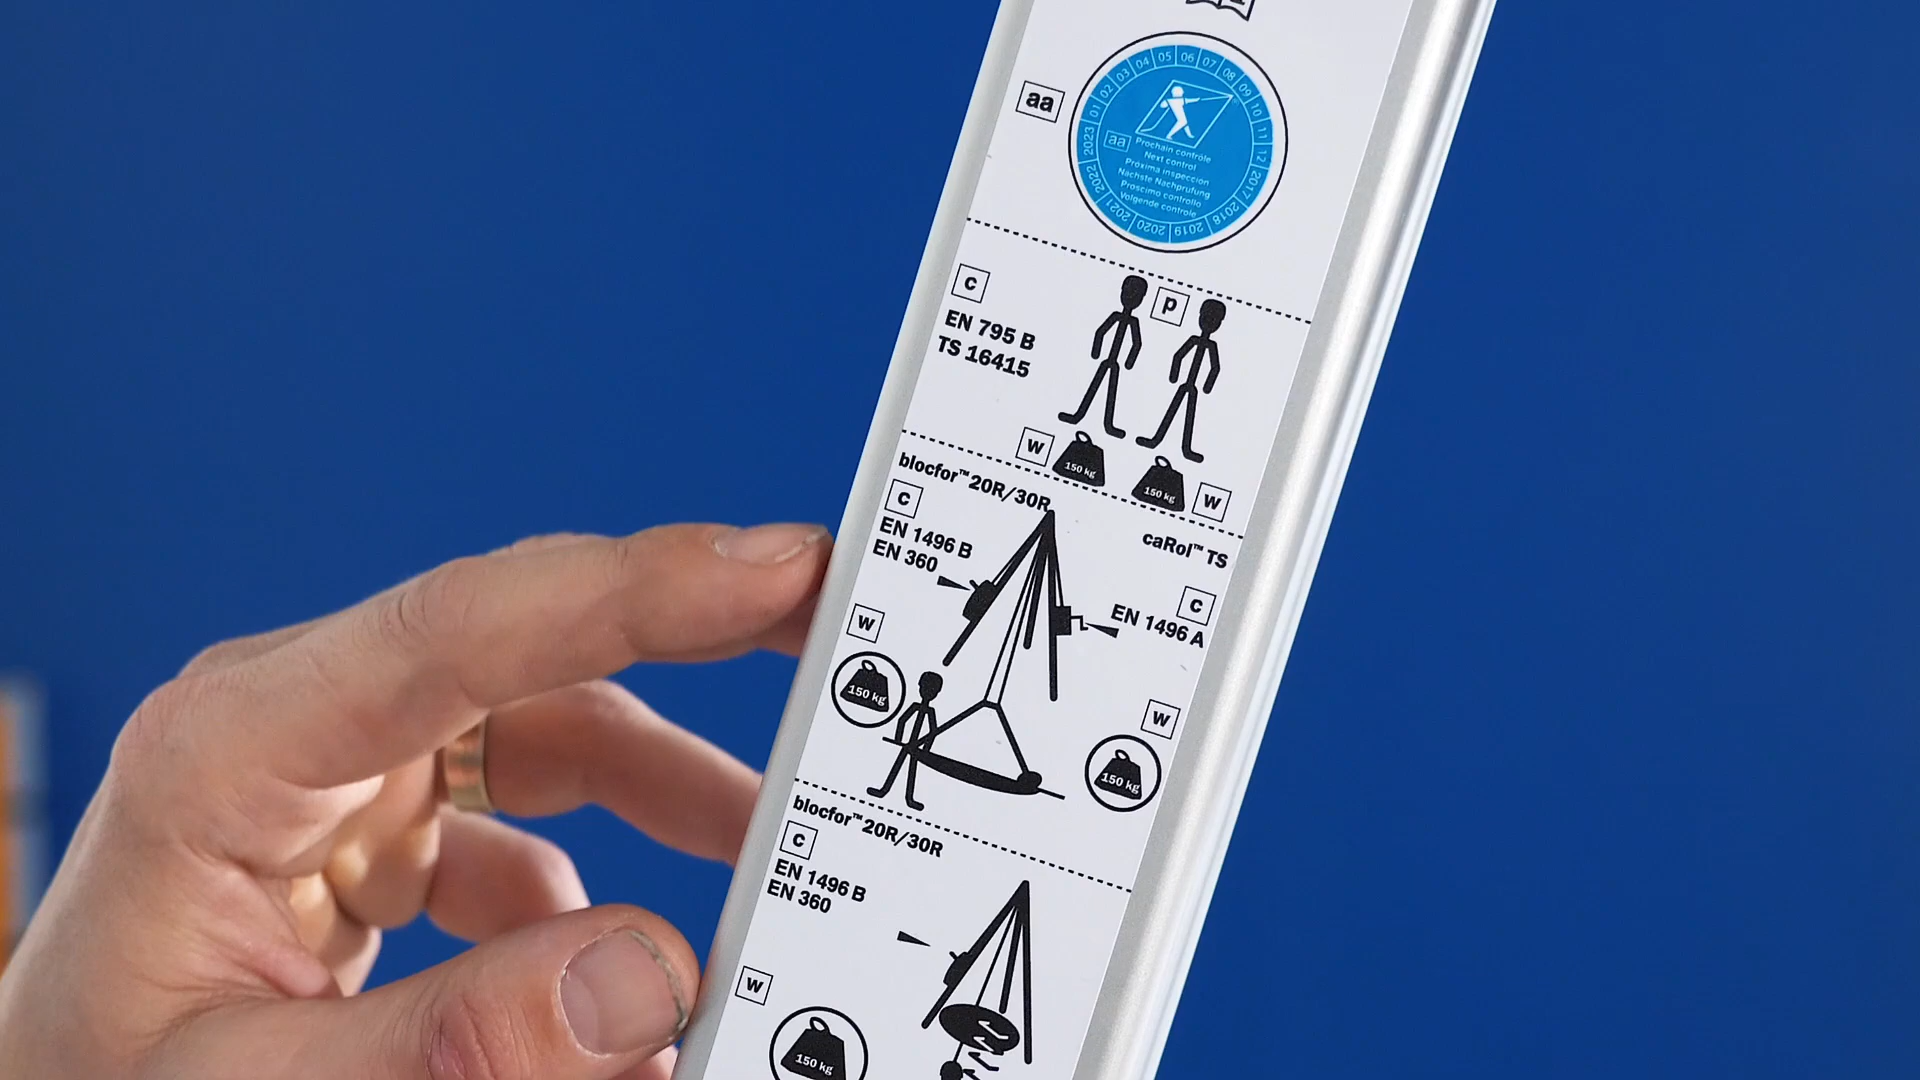 aa
01 02 03 04 05 06 07 08 09 10 11 12
2017 2018 2019 2020 2021 2022 2023
aa
Prochain contrôle
Next control
Próxima inspección
Nächste Nachprüfung
Prossimo controllo
Volgende controle
c
p
EN 795 B
TS 16415
w
150 kg
150 kg
w
blocfor™ 20R/30R
c
EN 1496 B
EN 360
caRol™ TS
c
EN 1496 A
w
150 kg
w
150 kg
blocfor™ 20R/30R
c
EN 1496 B
EN 360
w
150 kg